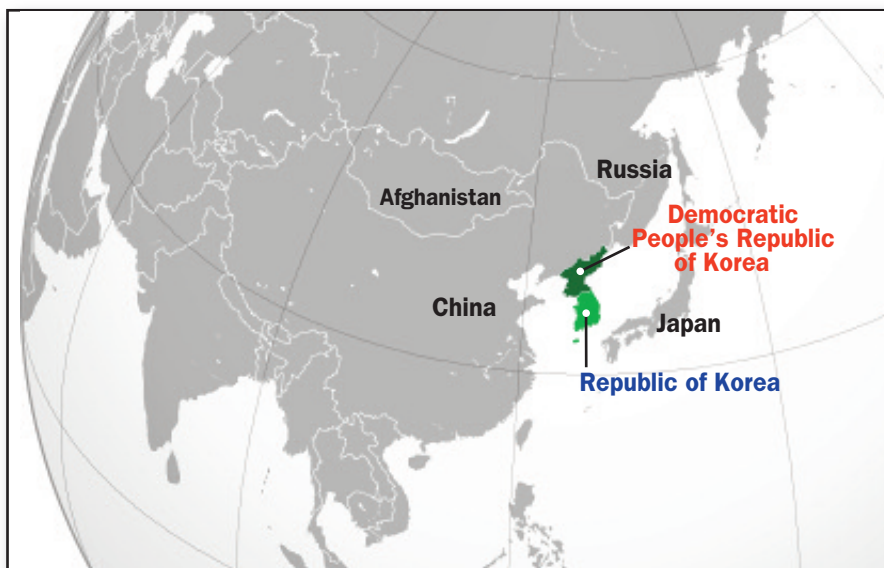 Russia
Afghanistan
Democratic
People's Republic
of Korea
China
Japan
Republic of Korea